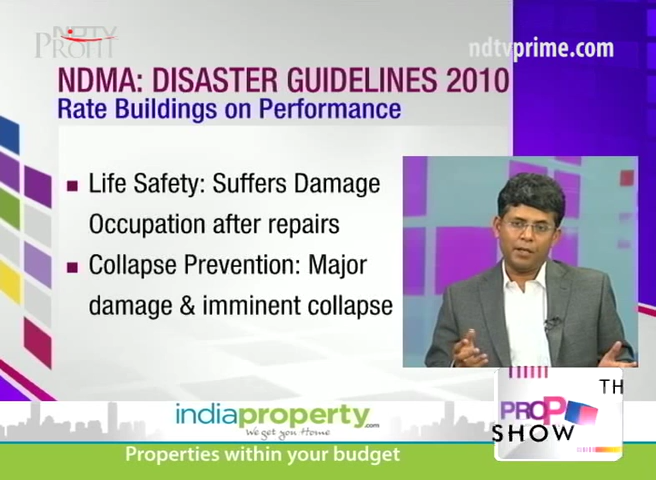 NDTV
PROFIT
ndtvprime.com
NDMA: DISASTER GUIDELINES 2010
Rate Buildings on Performance
Life Safety: Suffers Damage
Occupation after repairs
Collapse Prevention: Major
damage & imminent collapse
TH
PROP
SHOW
indiaproperty.com
We get you Home
Properties within your budget